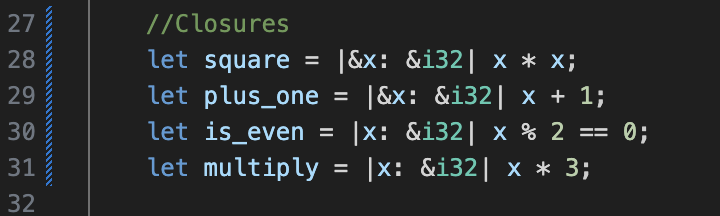 27 //Closures
28 let square = |&x: &i32| x * x;
29 let plus_one = |&x: &i32| x + 1;
30 let is_even = |x: &i32| x % 2 == 0;
31 let multiply = |x: &i32| x * 3;
32